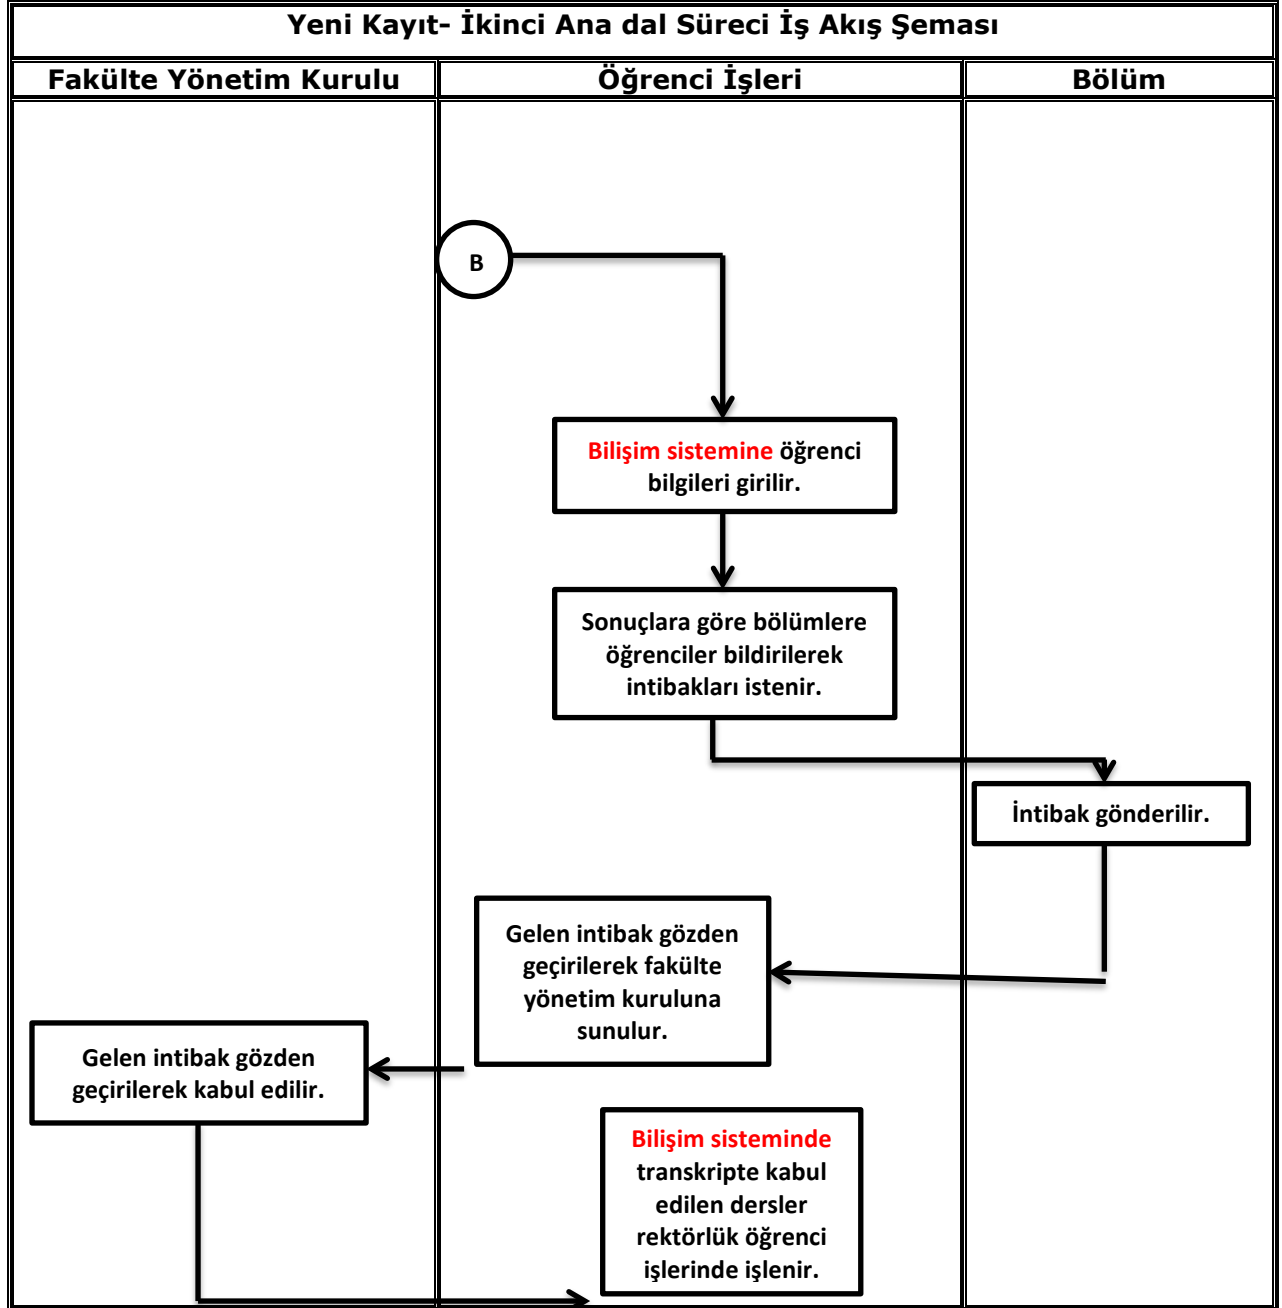 Yeni Kayıt- İkinci Ana dal Süreci İş Akış Şeması
Fakülte Yönetim Kurulu
Öğrenci İşleri
Bölüm
B
Bilişim sistemine öğrenci
bilgileri girilir.
Sonuçlara göre bölümlere
öğrenciler bildirilerek
intibakları istenir.
İntibak gönderilir.
Gelen intibak gözden
geçirilerek fakülte
yönetim kuruluna
sunulur.
Gelen intibak gözden
geçirilerek kabul edilir.
Bilişim sisteminde
transkripte kabul
edilen dersler
rektörlük öğrenci
işlerinde işlenir.